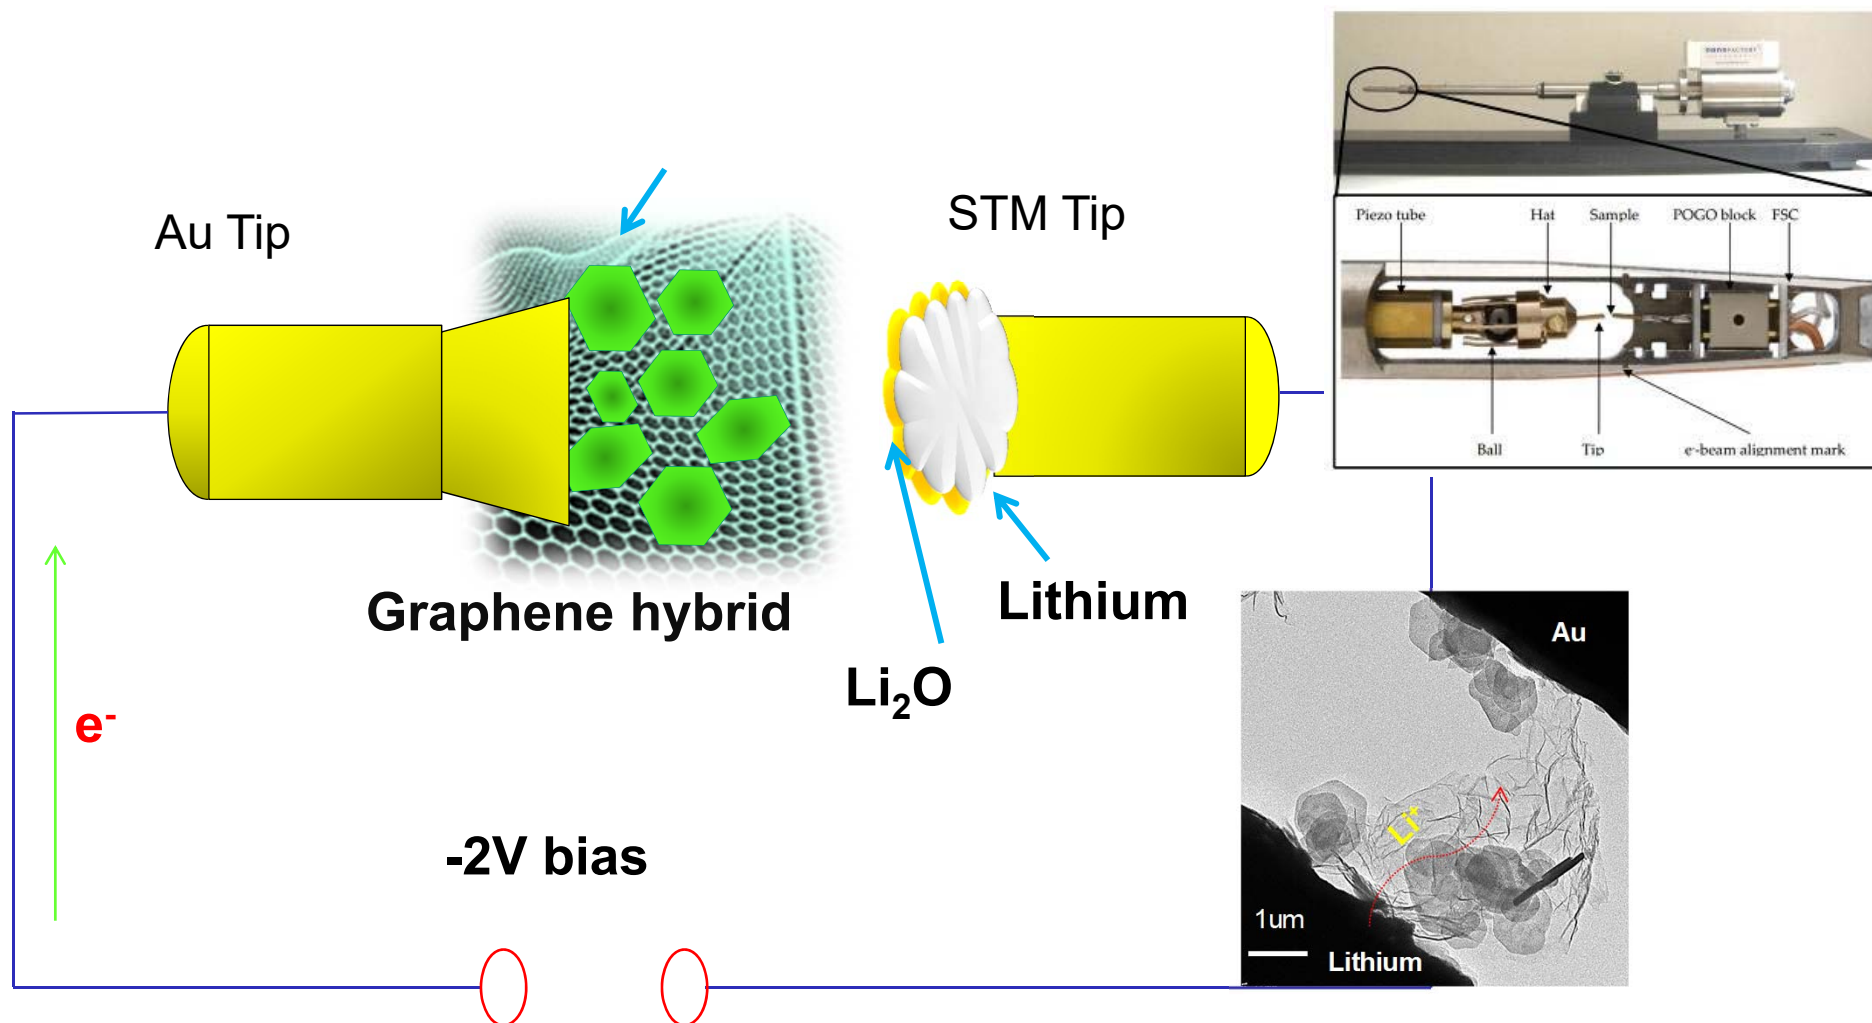 Au Tip
STM Tip
Graphene hybrid
Lithium
Li₂O
e⁻
-2V bias
Piezo tube
Hat
Sample
POGO block
FSC
Ball
Tip
e-beam alignment mark
Au
Li⁺
1um
Lithium